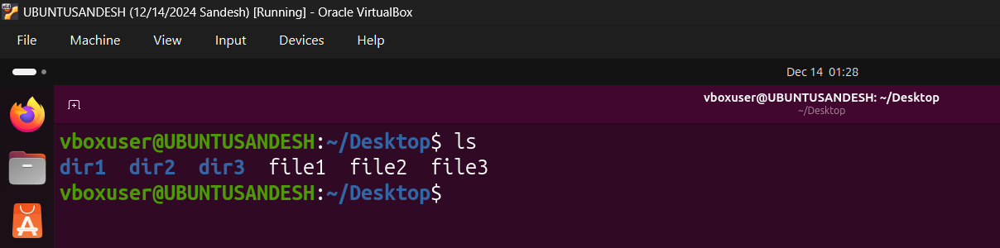 UBUNTUSANDESH (12/14/2024 Sandesh) [Running] - Oracle VirtualBox
File Machine View Input Devices Help
Dec 14 01:28
vboxuser@UBUNTUSANDESH: ~/Desktop
~/Desktop
vboxuser@UBUNTUSANDESH:~/Desktop$ ls
dir1 dir2 dir3 file1 file2 file3
vboxuser@UBUNTUSANDESH:~/Desktop$